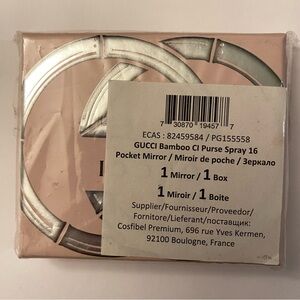 7 30870 19457 7
ECAS : 82459584 / PG155558
GUCCI Bamboo CI Purse Spray 16
Pocket Mirror / Miroir de poche / Зеркало
1 Mirror / 1 Box
1 Miroir / 1 Boite
Supplier/Fournisseur/Proveedor/
Fornitore/Lieferant/поставщик:
Cosfibel Premium, 696 rue Yves Kermen,
92100 Boulogne, France